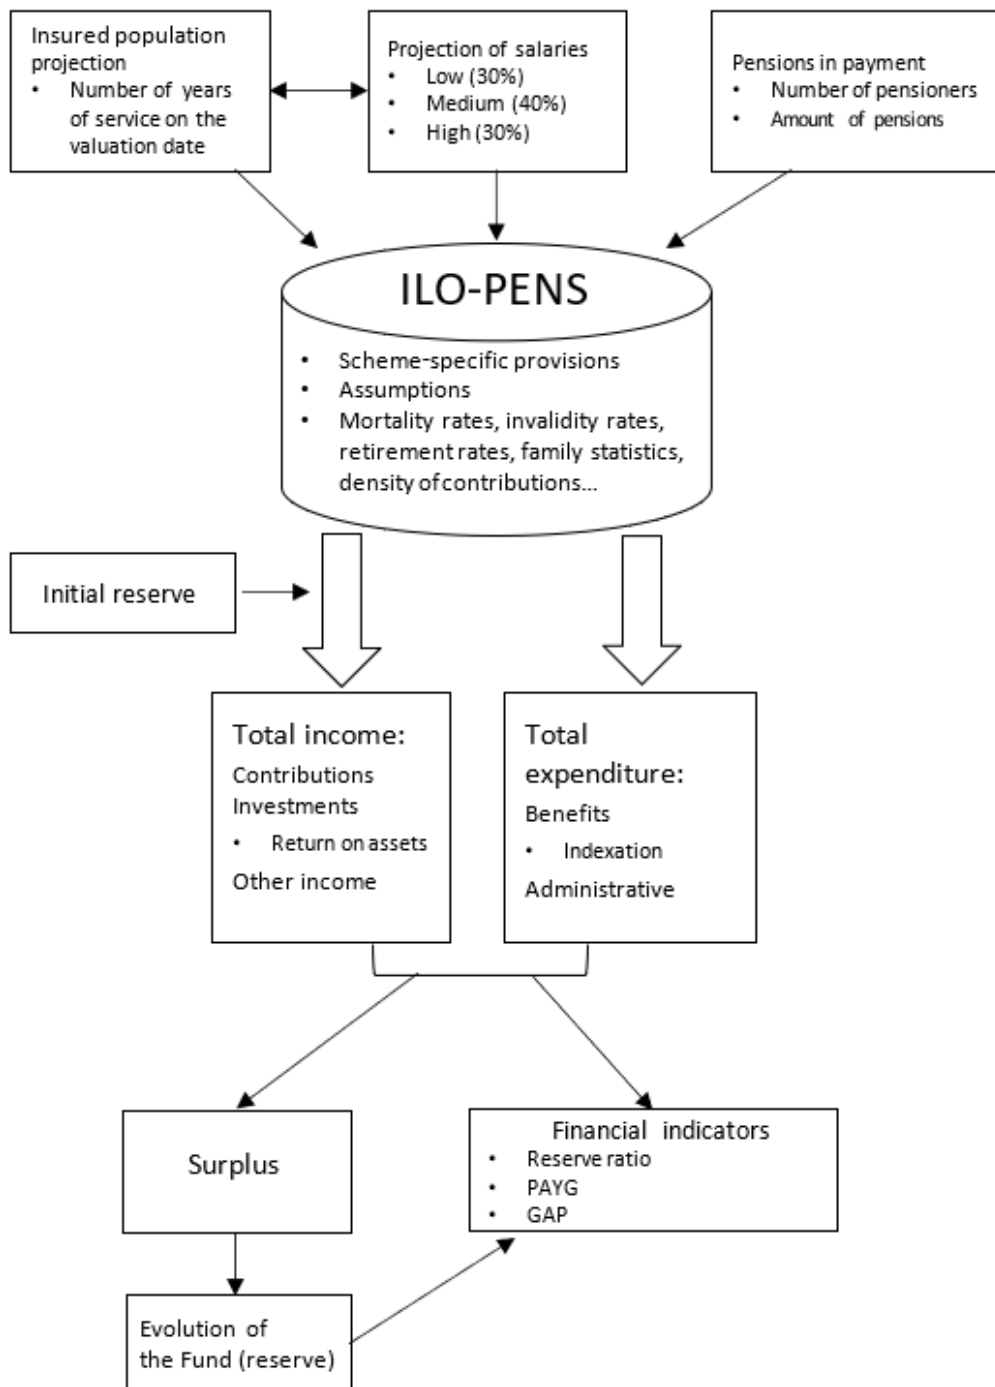 Insured population
projection
• Number of years
of service on the
valuation date
Projection of salaries
• Low (30%)
• Medium (40%)
• High (30%)
Pensions in payment
• Number of pensioners
• Amount of pensions
ILO-PENS
• Scheme-specific provisions
• Assumptions
• Mortality rates, invalidity rates,
retirement rates, family statistics,
density of contributions...
Initial reserve
Total income:
Contributions
Investments
• Return on assets
Other income
Total
expenditure:
Benefits
• Indexation
Administrative
Surplus
Financial indicators
• Reserve ratio
• PAYG
• GAP
Evolution of
the Fund (reserve)